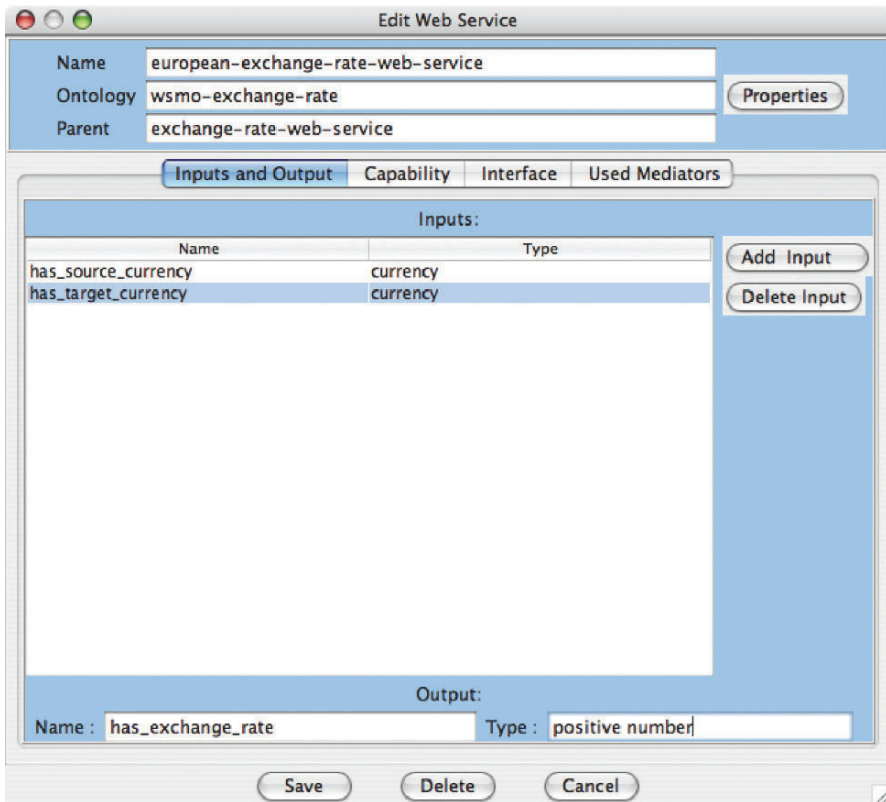 Edit Web Service
Name european-exchange-rate-web-service
Ontology wsmo-exchange-rate Properties
Parent exchange-rate-web-service
Inputs and Output Capability Interface Used Mediators
Inputs:
Name Type
has_source_currency currency Add Input
has_target_currency currency Delete Input
Output:
Name : has_exchange_rate Type : positive number
Save Delete Cancel